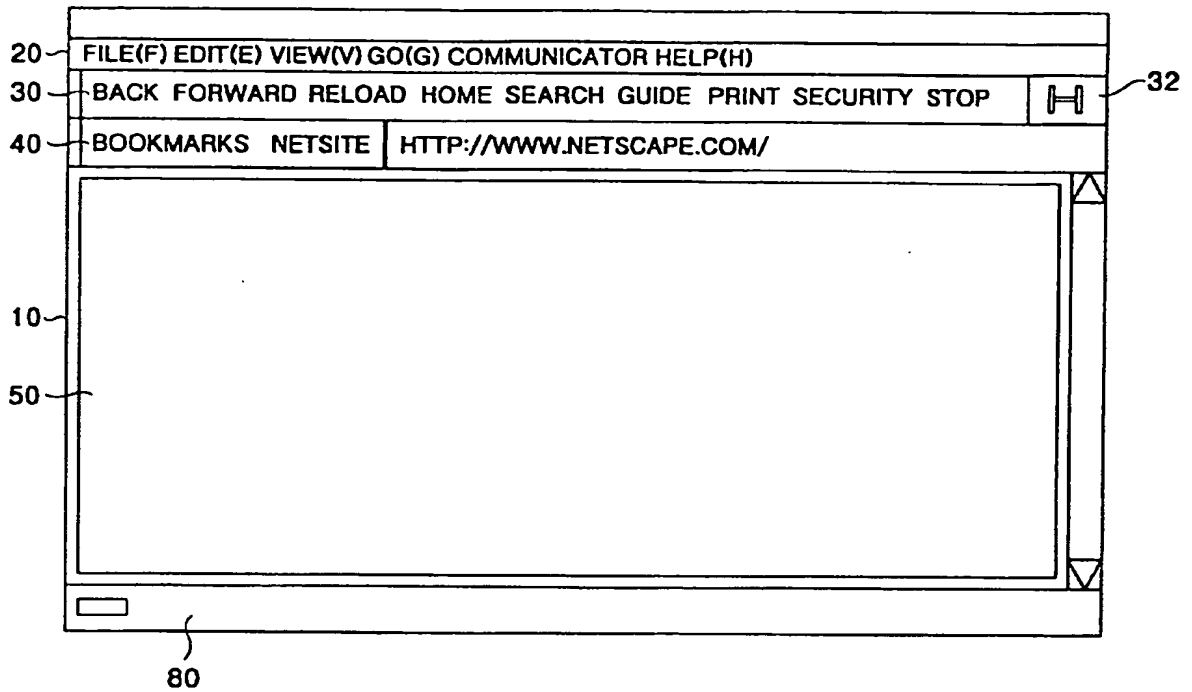 20 FILE(F) EDIT(E) VIEW(V) GO(G) COMMUNICATOR HELP(H)
30 BACK FORWARD RELOAD HOME SEARCH GUIDE PRINT SECURITY STOP 32
40 BOOKMARKS NETSITE HTTP://WWW.NETSCAPE.COM/
10
50
80